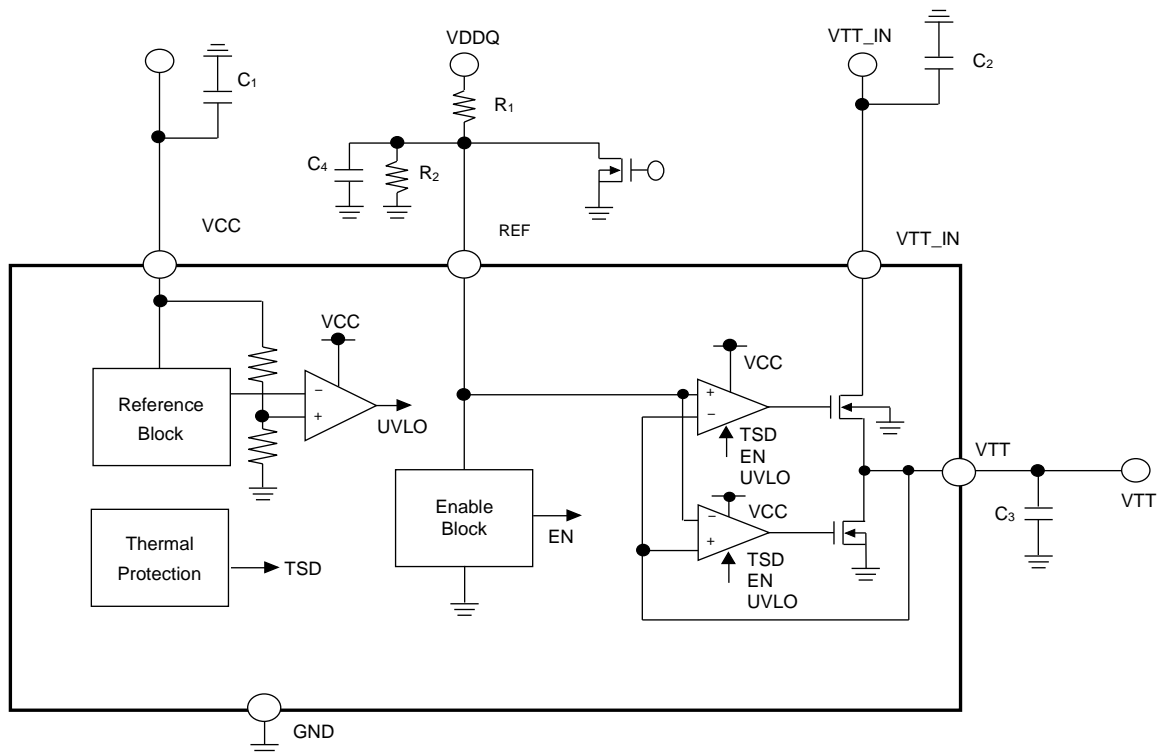 VDDQ
VTT_IN
C1
C2
R1
C4
R2
VCC
REF
VTT_IN
VCC
VCC
Reference
Block
−
+
UVLO
+
−
TSD
EN
UVLO
VTT
Enable
Block
EN
−
+
VCC
C3
VTT
Thermal
Protection
TSD
TSD
EN
UVLO
GND